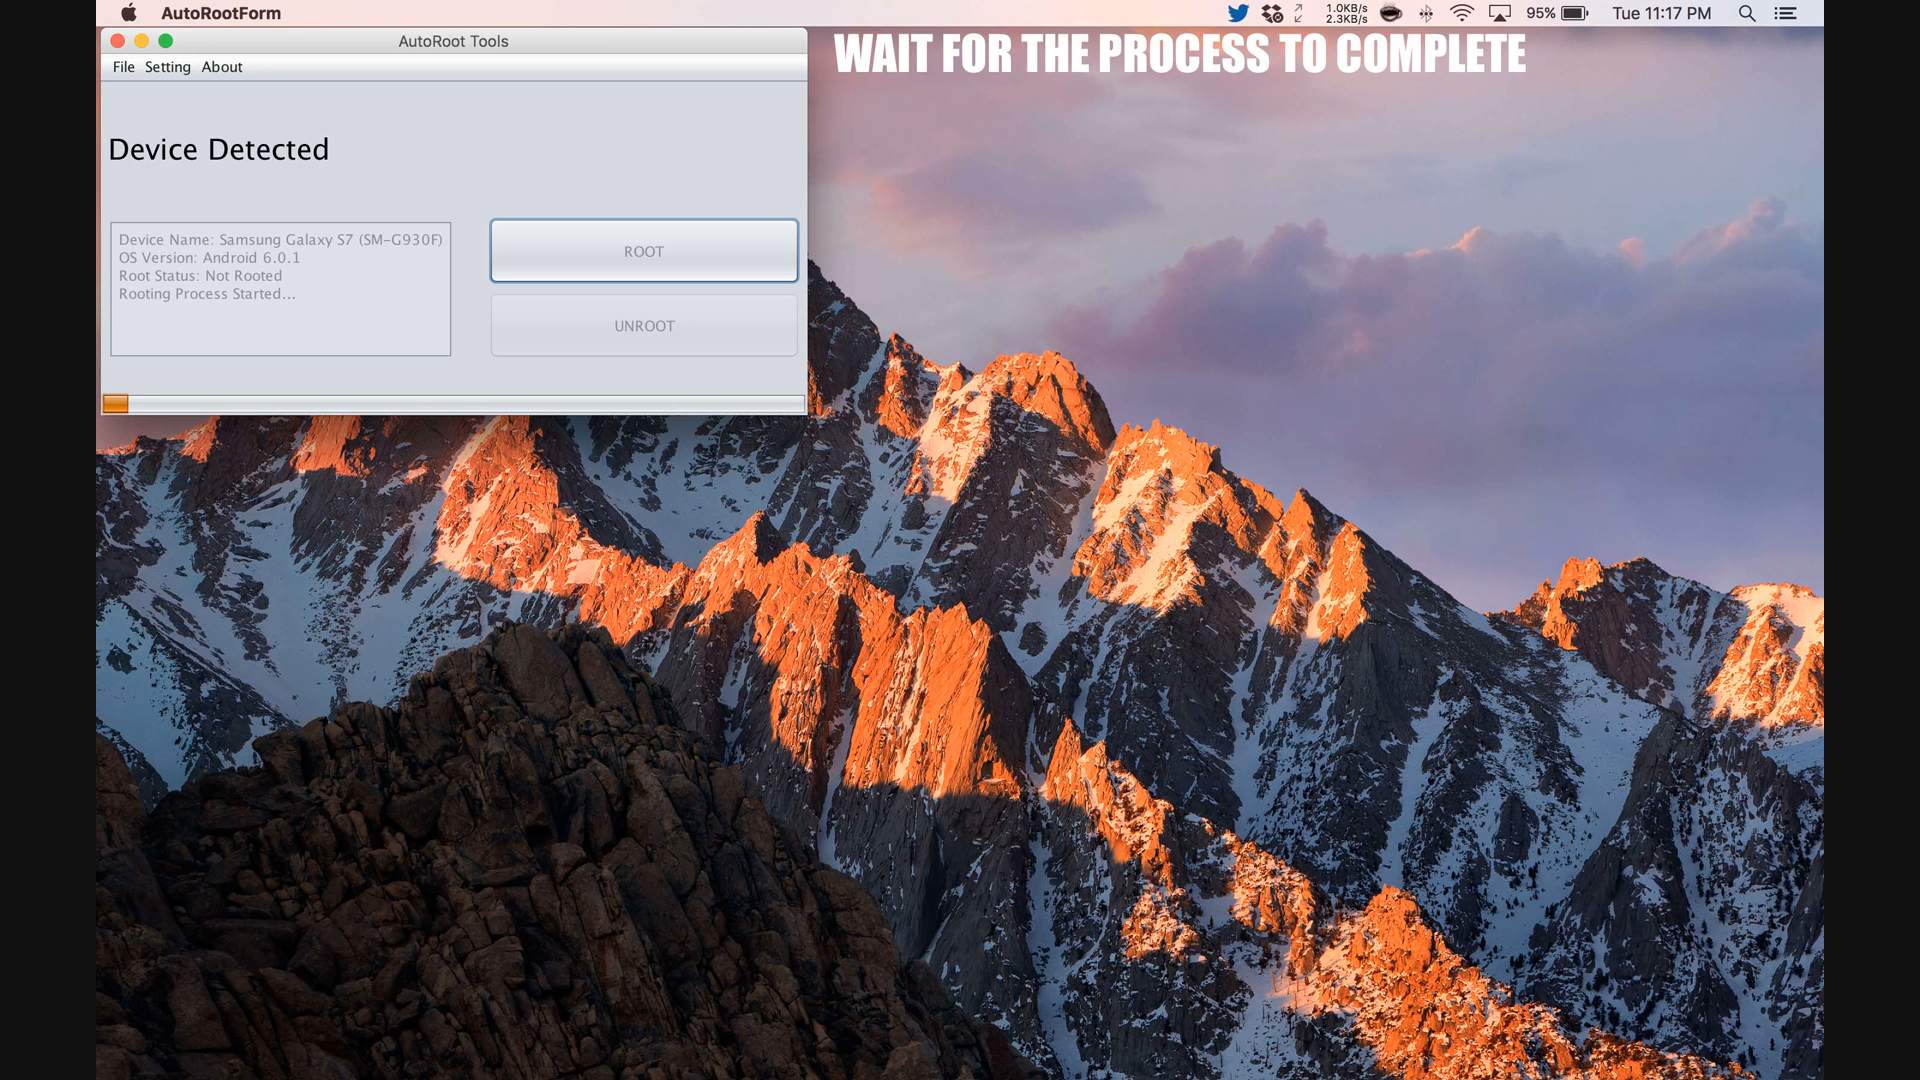 AutoRootForm
1.0KB/s
2.3KB/s
95%
Tue 11:17 PM
AutoRoot Tools
WAIT FOR THE PROCESS TO COMPLETE
File Setting About
Device Detected
Device Name: Samsung Galaxy S7 (SM-G930F)
OS Version: Android 6.0.1
Root Status: Not Rooted
Rooting Process Started...
ROOT
UNROOT